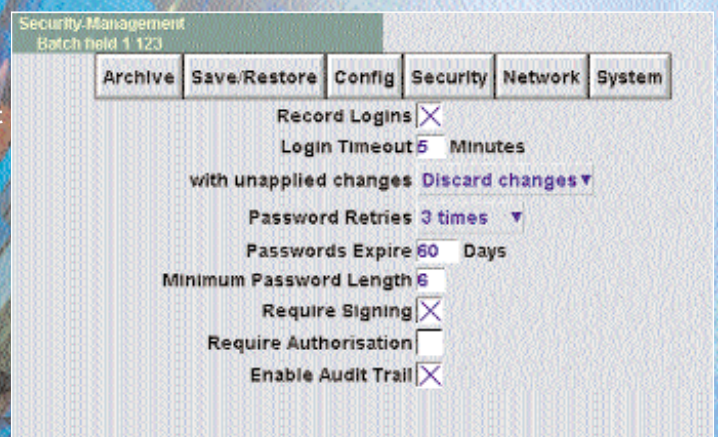 Security-Management
Batch field 1 123
Archive Save/Restore Config Security Network System
Record Logins
Login Timeout 5 Minutes
with unapplied changes Discard changes
Password Retries 3 times
Passwords Expire 60 Days
Minimum Password Length 6
Require Signing
Require Authorisation
Enable Audit Trail